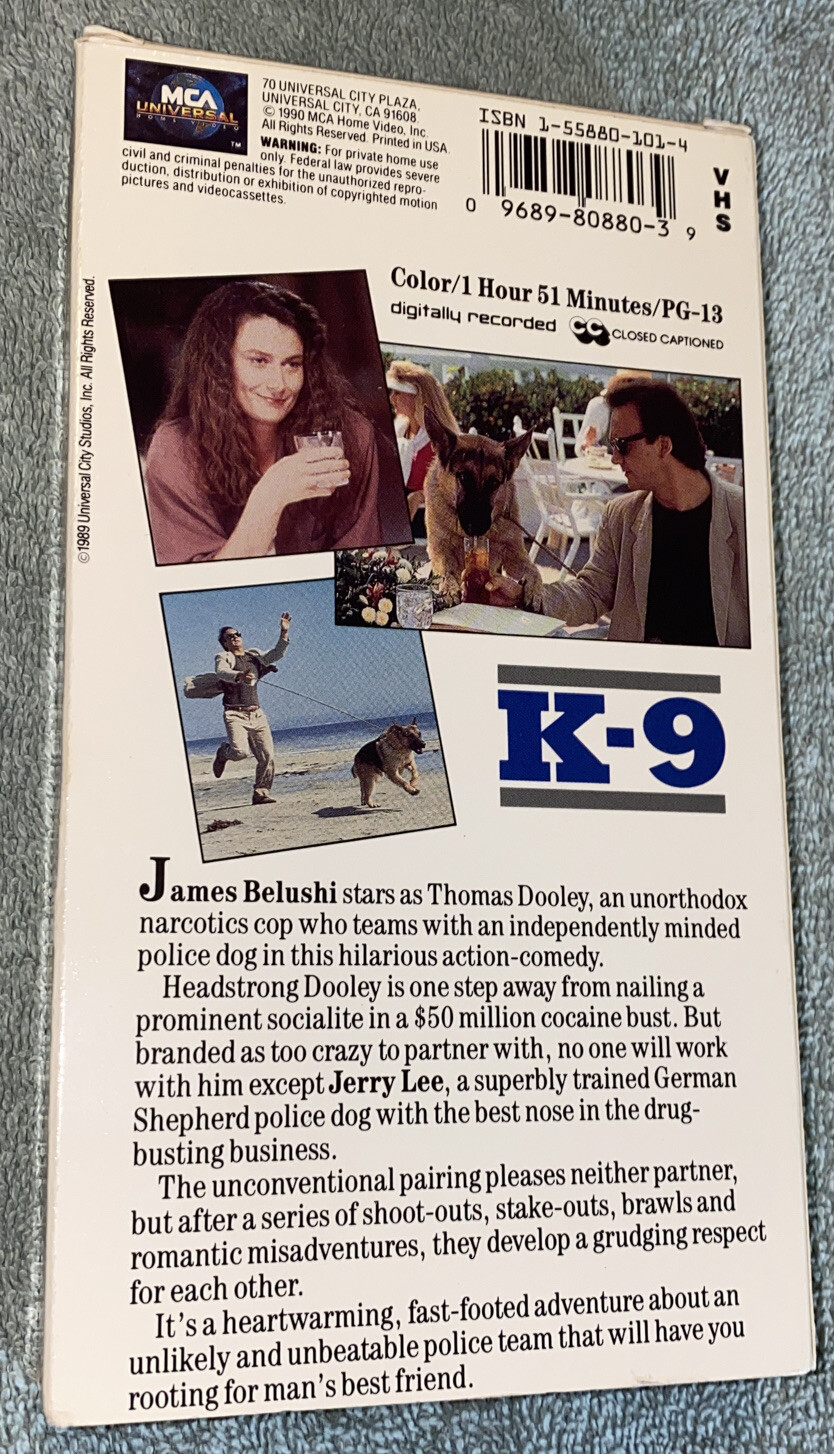 MCA
UNIVERSAL
HOME VIDEO
TM
70 UNIVERSAL CITY PLAZA,
UNIVERSAL CITY, CA 91608
© 1990 MCA Home Video, Inc.
All Rights Reserved. Printed in USA.
WARNING: For private home use
only. Federal law provides severe
civil and criminal penalties for the unauthorized repro-
duction, distribution or exhibition of copyrighted motion
pictures and videocassettes.
ISBN 1-55880-101-4
0 9689-80880-3 9
VHS
©1989 Universal City Studios, Inc. All Rights Reserved.
Color/1 Hour 51 Minutes/PG-13
digitally recorded CC CLOSED CAPTIONED
K-9
James Belushi stars as Thomas Dooley, an unorthodox
narcotics cop who teams with an independently minded
police dog in this hilarious action-comedy.
Headstrong Dooley is one step away from nailing a
prominent socialite in a $50 million cocaine bust. But
branded as too crazy to partner with, no one will work
with him except Jerry Lee, a superbly trained German
Shepherd police dog with the best nose in the drug-
busting business.
The unconventional pairing pleases neither partner,
but after a series of shoot-outs, stake-outs, brawls and
romantic misadventures, they develop a grudging respect
for each other.
It's a heartwarming, fast-footed adventure about an
unlikely and unbeatable police team that will have you
rooting for man's best friend.